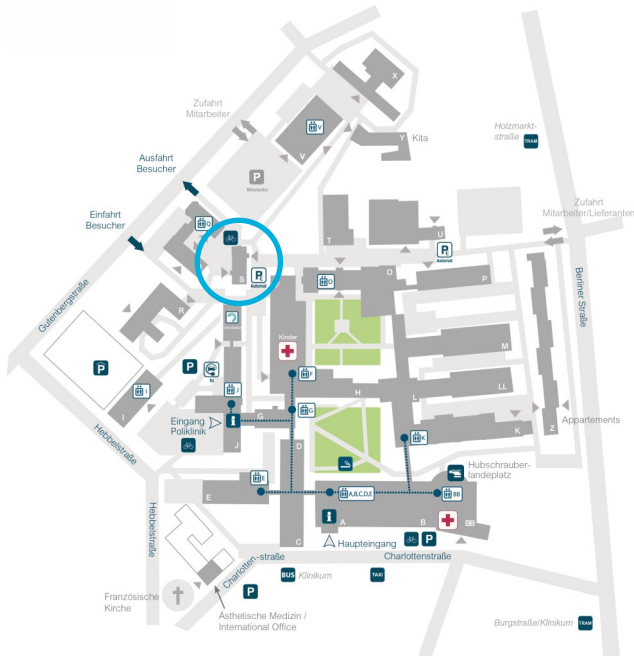 X
V
V
Y
Kita
Zufahrt
Mitarbeiter
Holzmarkt-
straße
TRAM
Ausfahrt
Besucher
P
Mitarbeiter
Einfahrt
Besucher
Q
Zufahrt
Mitarbeiter/Lieferanten
T
U
P
Automat
S
P
Automat
O
O
P
Gutenbergstraße
Berliner Straße
R
Kinder
M
P
P
F
J
I
I
H
L
LL
Eingang
Poliklinik
i
G
G
K
K
Z
Appartements
J
D
Hebbelstraße
Hubschrauber-
landeplatz
E
E
A,B,C,D,E
BB
i
A
B
BB
C
P
Haupteingang
Charlottenstraße
Hebbelstraße
Charlotten-straße
BUS Klinikum
TAXI
P
Französische
Kirche
Ästhetische Medizin /
International Office
Burgstraße/Klinikum
TRAM